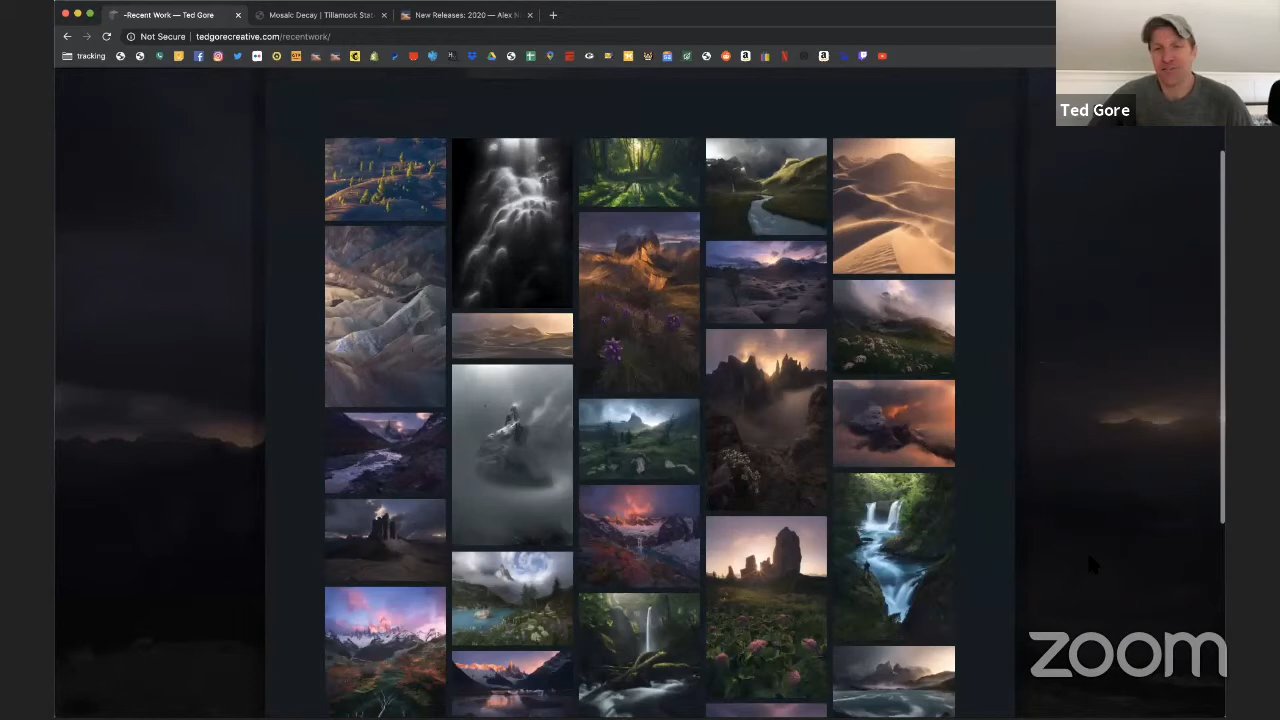 -Recent Work — Ted Gore
Mosaic Decay | Tillamook Stat
New Releases: 2020 — Alex N
Not Secure | tedgorecreative.com/recentwork/
tracking
Ted Gore
zoom